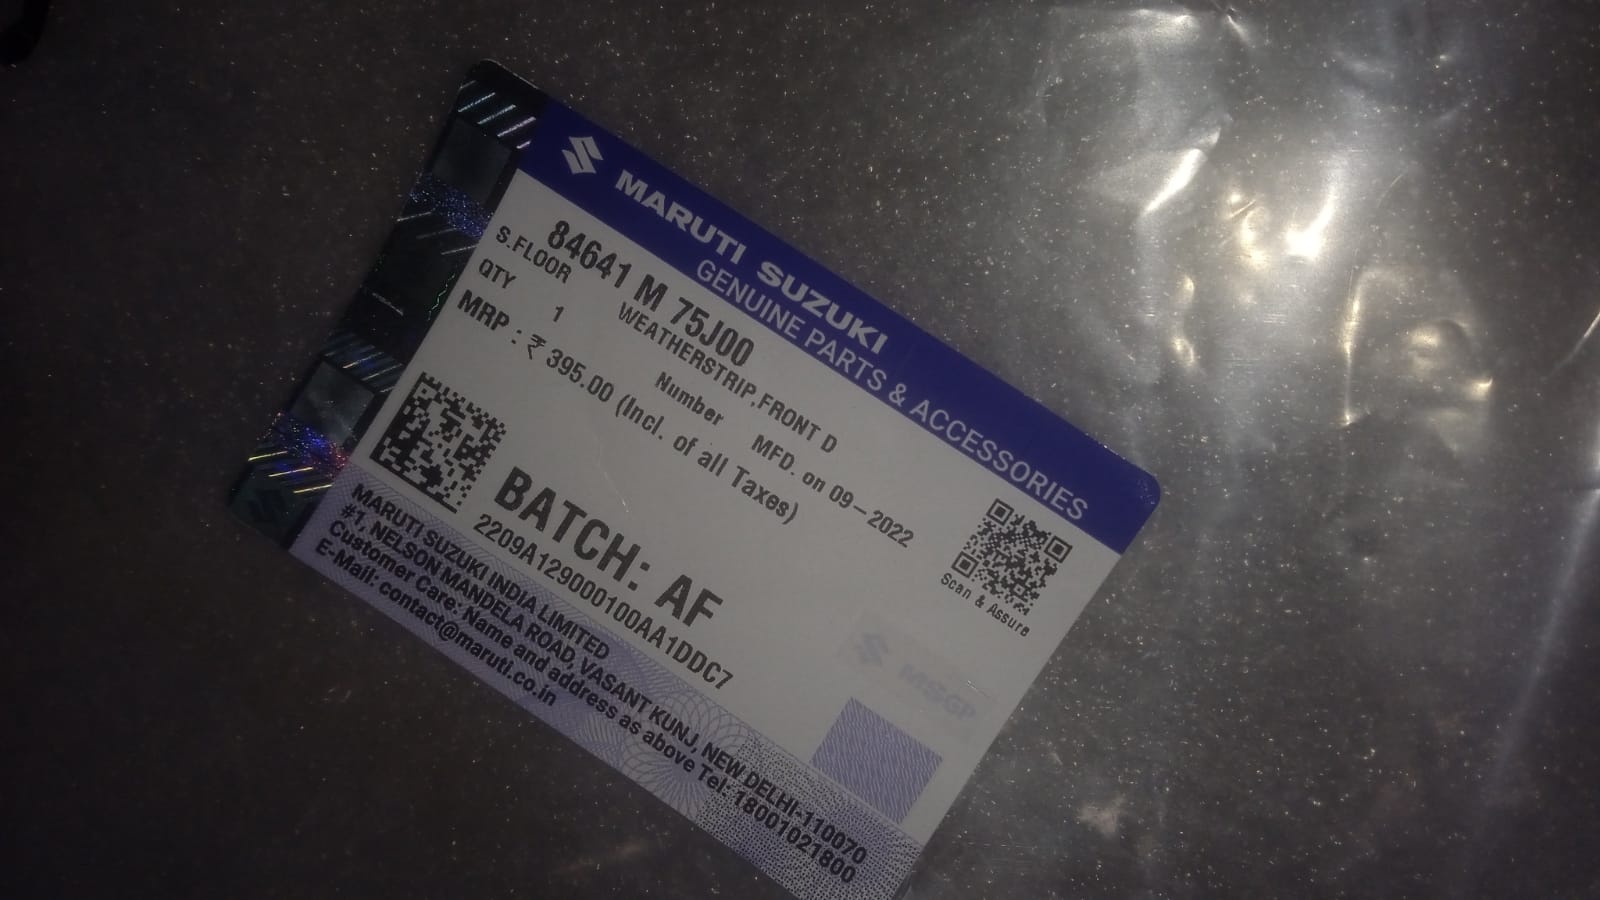 MARUTI SUZUKI
GENUINE PARTS & ACCESSORIES
84641 M 75J00
S.FLOOR WEATHERSTRIP,FRONT D
QTY 1 Number MFD. on 09-2022
MRP : ₹ 395.00 (Incl. of all Taxes)
Scan & Assure
BATCH: AF
2209A129000100AA1DDC7
MSGP
MARUTI SUZUKI INDIA LIMITED
#1, NELSON MANDELA ROAD, VASANT KUNJ, NEW DELHI-110070
Customer Care: Name and address as above Tel: 18001021800
E-Mail: contact@maruti.co.in